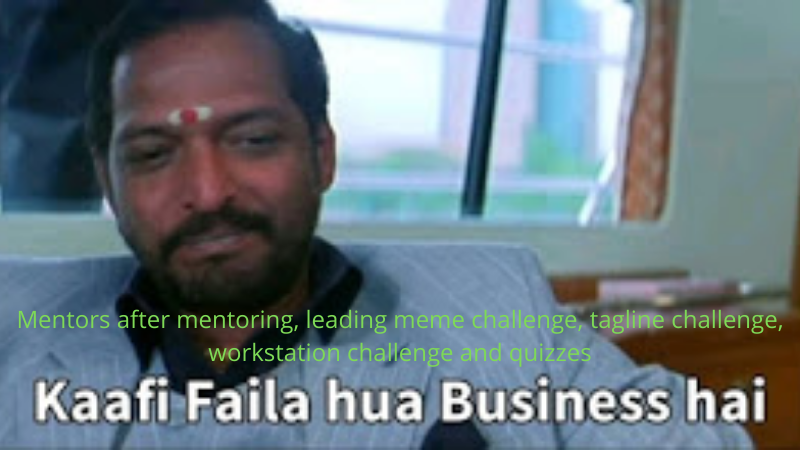 Mentors after mentoring, leading meme challenge, tagline challenge,
workstation challenge and quizzes
Kaafi Faila hua Business hai